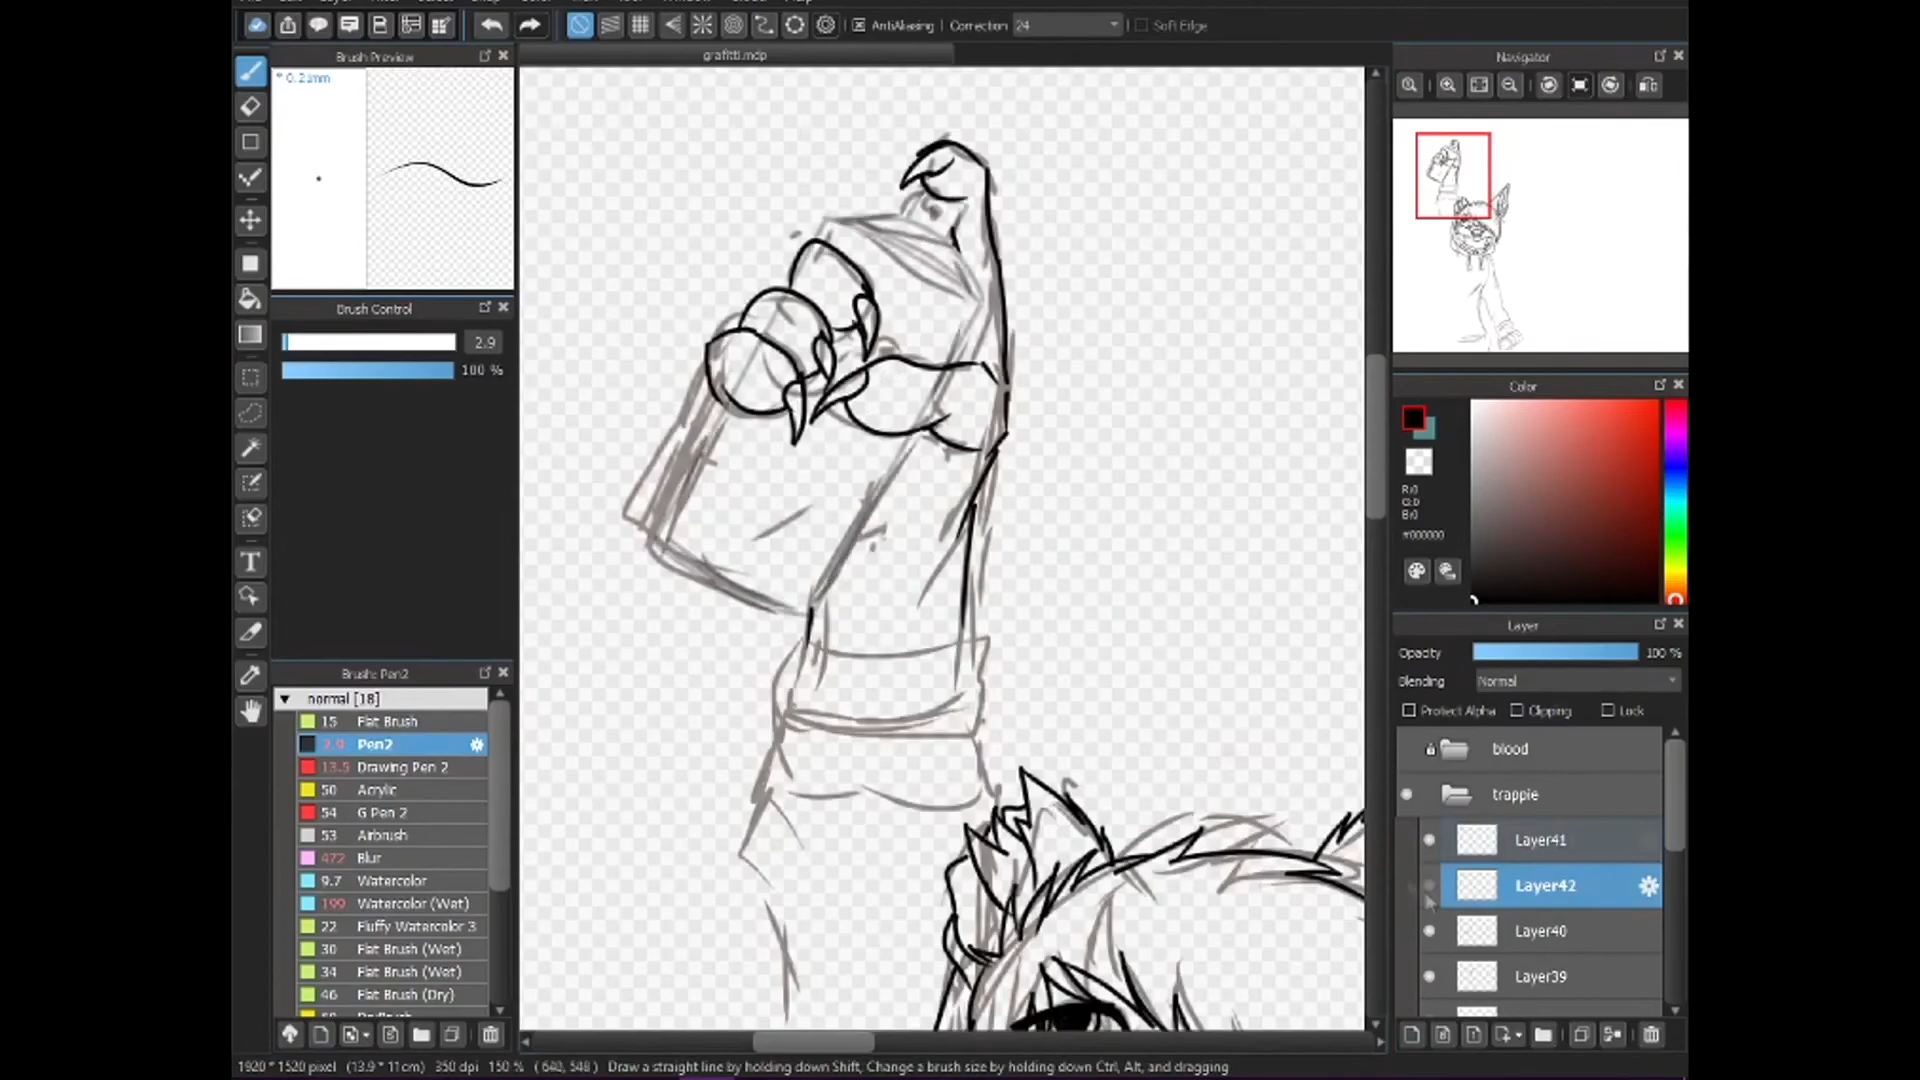 AntiAliasing Correction 24 Soft Edge
grafitti.mdp
Brush Preview
* 0.21mm
Brush Control
2.9
100 %
Brush: Pen2
normal [18]
15 Flat Brush
2.9 Pen2
13.5 Drawing Pen 2
50 Acrylic
54 G Pen 2
53 Airbrush
472 Blur
9.7 Watercolor
199 Watercolor (Wet)
22 Fluffy Watercolor 3
30 Flat Brush (Wet)
34 Flat Brush (Wet)
46 Flat Brush (Dry)
Navigator
Color
R:0
G:0
B:0
#000000
Layer
Opacity 100 %
Blending Normal
Protect Alpha Clipping Lock
blood
trappie
Layer41
Layer42
Layer40
Layer39
1920 * 1520 pixel (13.9 * 11cm) 350 dpi 150 % ( 640, 548 ) Draw a straight line by holding down Shift, Change a brush size by holding down Ctrl, Alt, and dragging